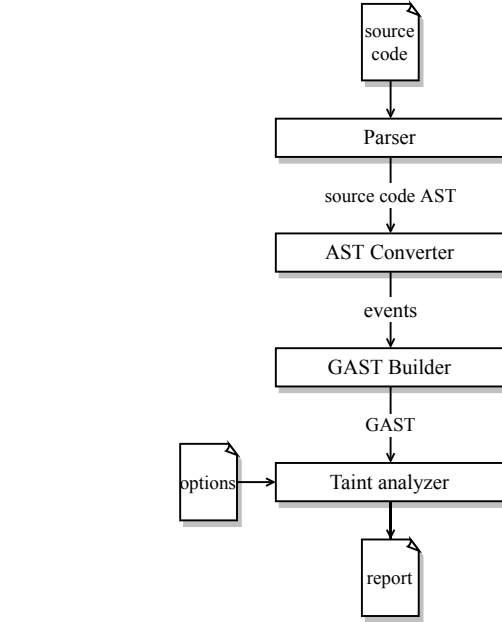 source
code
Parser
source code AST
AST Converter
events
GAST Builder
GAST
options
Taint analyzer
report